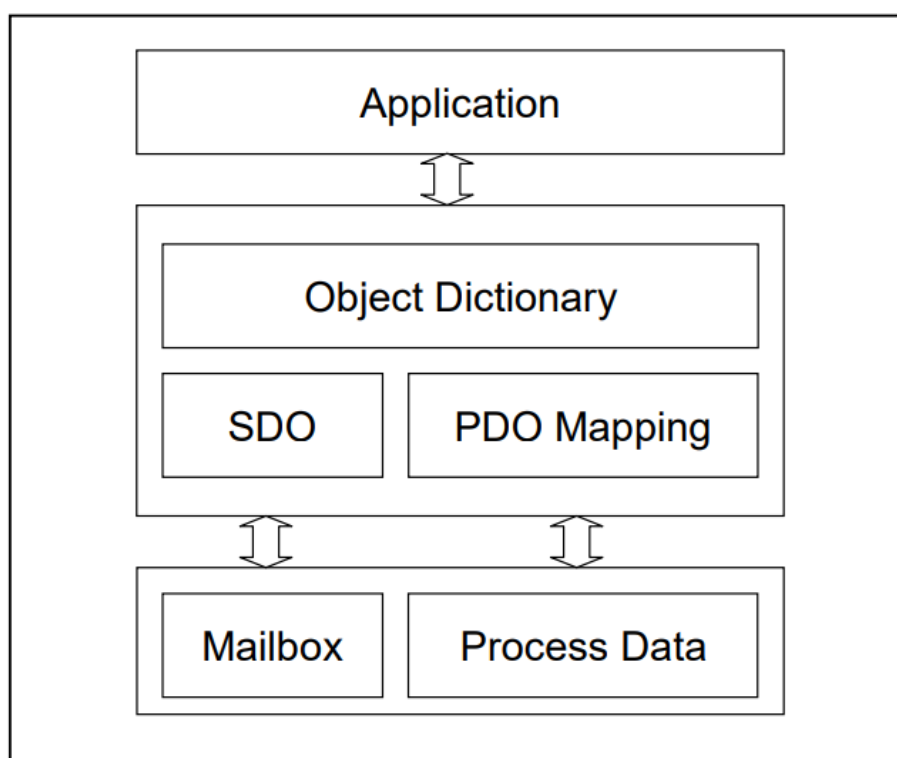 Application
Object Dictionary
SDO
PDO Mapping
Mailbox
Process Data